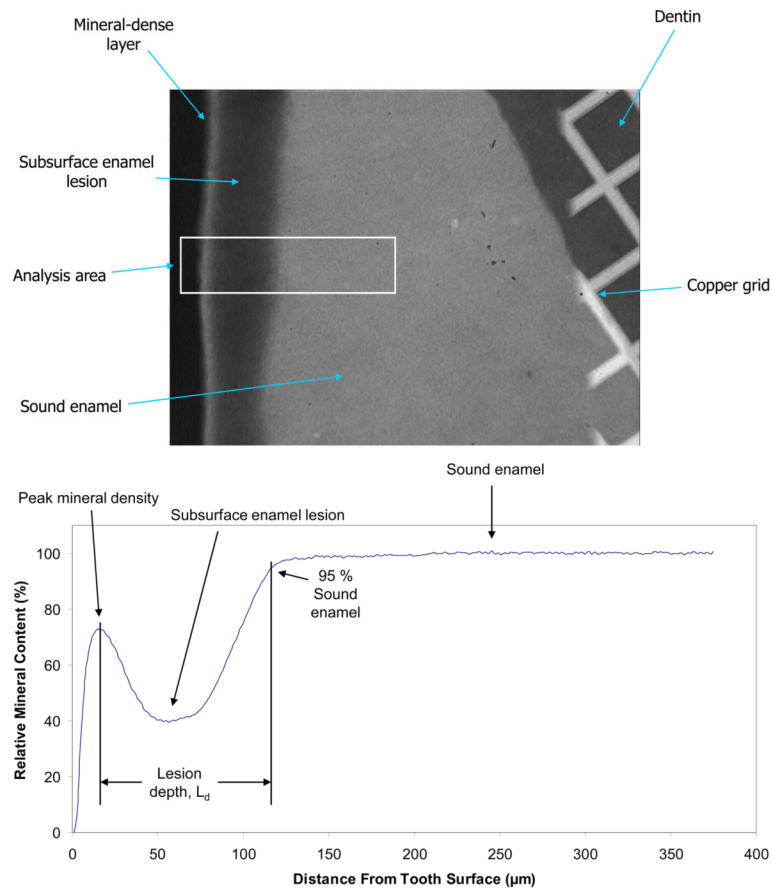 Mineral-dense
layer
Dentin
Subsurface enamel
lesion
Analysis area
Copper grid
Sound enamel
Sound enamel
Peak mineral density
Subsurface enamel lesion
120
100
80
60
40
20
0
Relative Mineral Content (%)
95 %
Sound
enamel
Lesion
depth, L_d
0 50 100 150 200 250 300 350 400
Distance From Tooth Surface (µm)